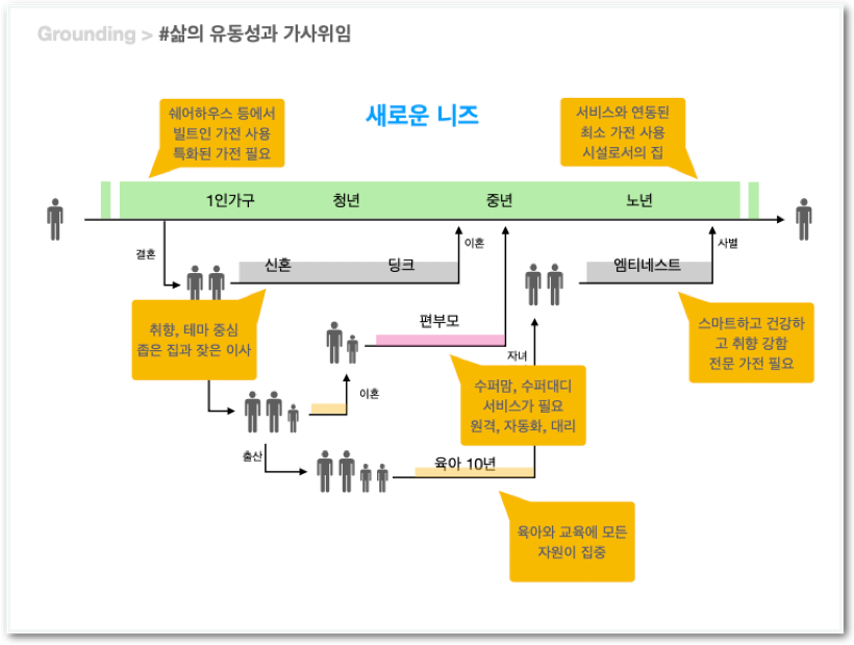 Grounding > #삶의 유동성과 가사위임
쉐어하우스 등에서
빌트인 가전 사용
특화된 가전 필요
새로운 니즈
서비스와 연동된
최소 가전 사용
시설로서의 집
1인가구
청년
중년
노년
결혼
이혼
사별
신혼
딩크
엠티네스트
취향, 테마 중심
좁은 집과 잦은 이사
편부모
스마트하고 건강하
고 취향 강함
전문 가전 필요
자녀
이혼
수퍼맘, 수퍼대디
서비스가 필요
원격, 자동화, 대리
출산
육아 10년
육아와 교육에 모든
자원이 집중